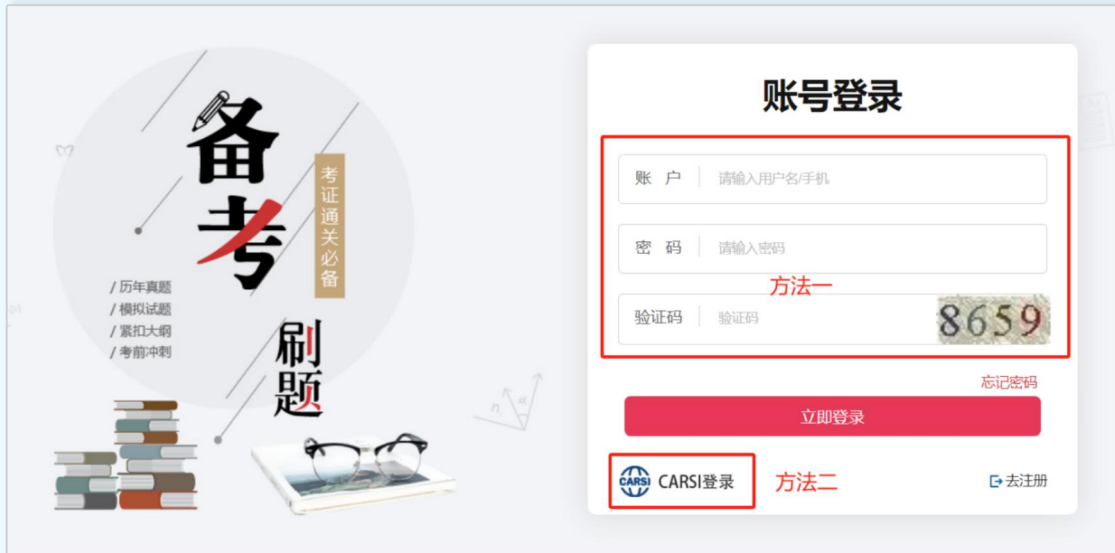 备考
考证通关必备
/ 历年真题
/ 模拟试题
/ 紧扣大纲
/ 考前冲刺
刷题
账号登录
账 户 请输入用户名/手机
密 码 请输入密码
方法一
验证码 验证码 8659
忘记密码
立即登录
CARSI CARSI登录 方法二 去注册